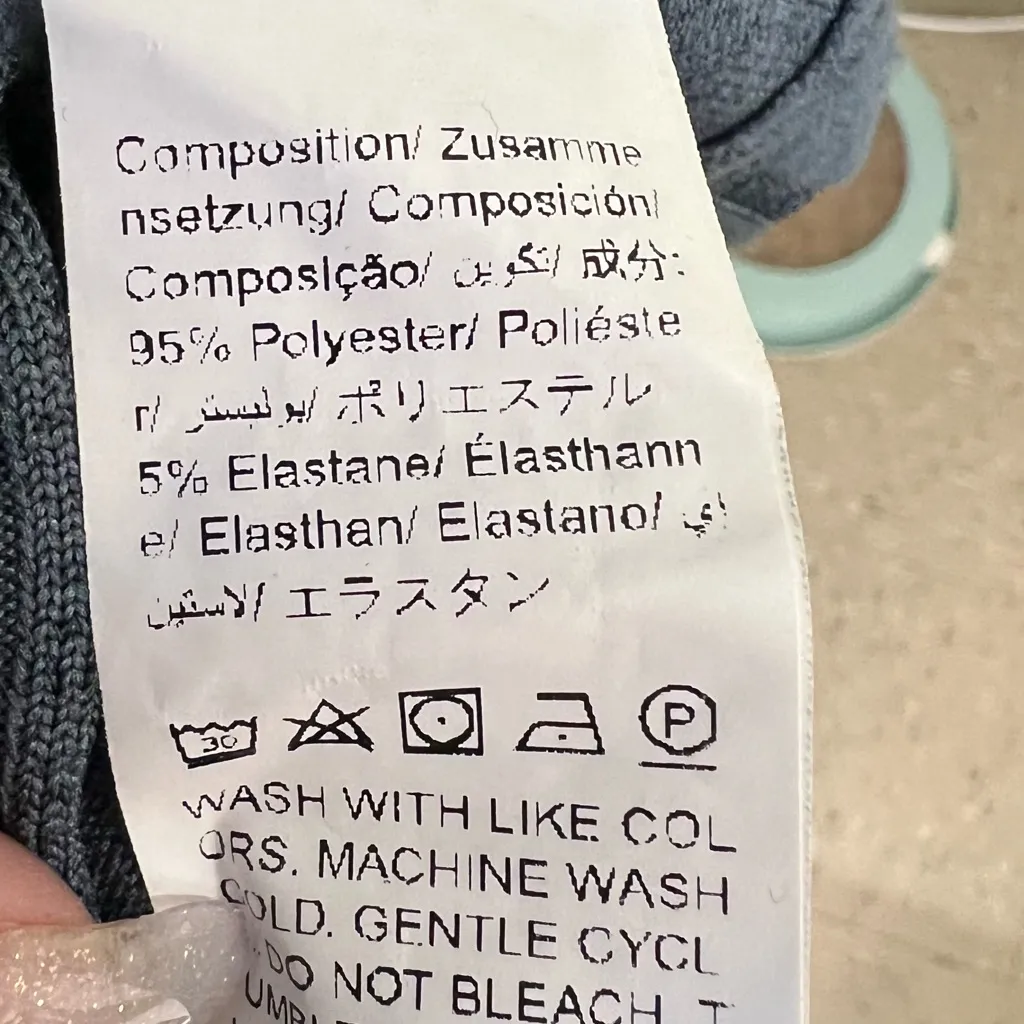 Composition/ Zusamme
nsetzung/ Composición/
Composição/ تكوين/ 成分:
95% Polyester/ Poliéste
r/ بوليستر/ ポリエステル
5% Elastane/ Élasthann
e/ Elasthan/ Elastano/
الاستين/ エラスタン
30
P
WASH WITH LIKE COL
ORS. MACHINE WASH
COLD. GENTLE CYCL
DO NOT BLEACH. T
UMBLE